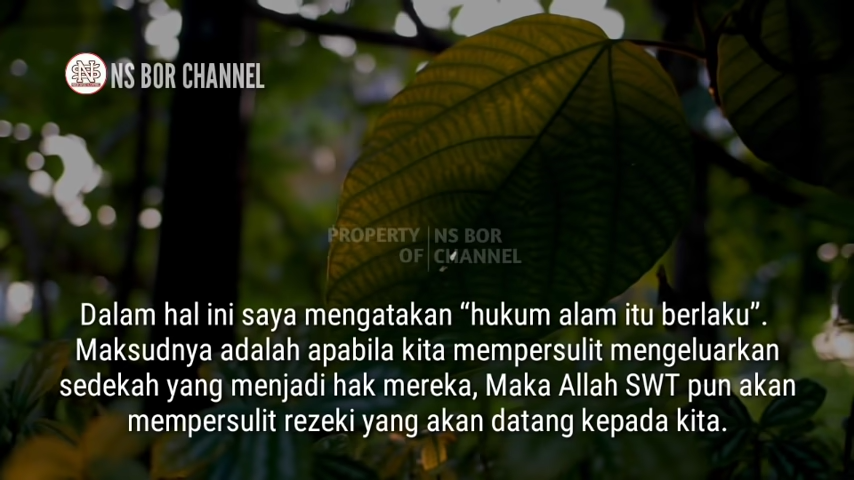 NS BOR CHANNEL
PROPERTY OF | NS BOR CHANNEL
Dalam hal ini saya mengatakan “hukum alam itu berlaku”.
Maksudnya adalah apabila kita mempersulit mengeluarkan
sedekah yang menjadi hak mereka, Maka Allah SWT pun akan
mempersulit rezeki yang akan datang kepada kita.